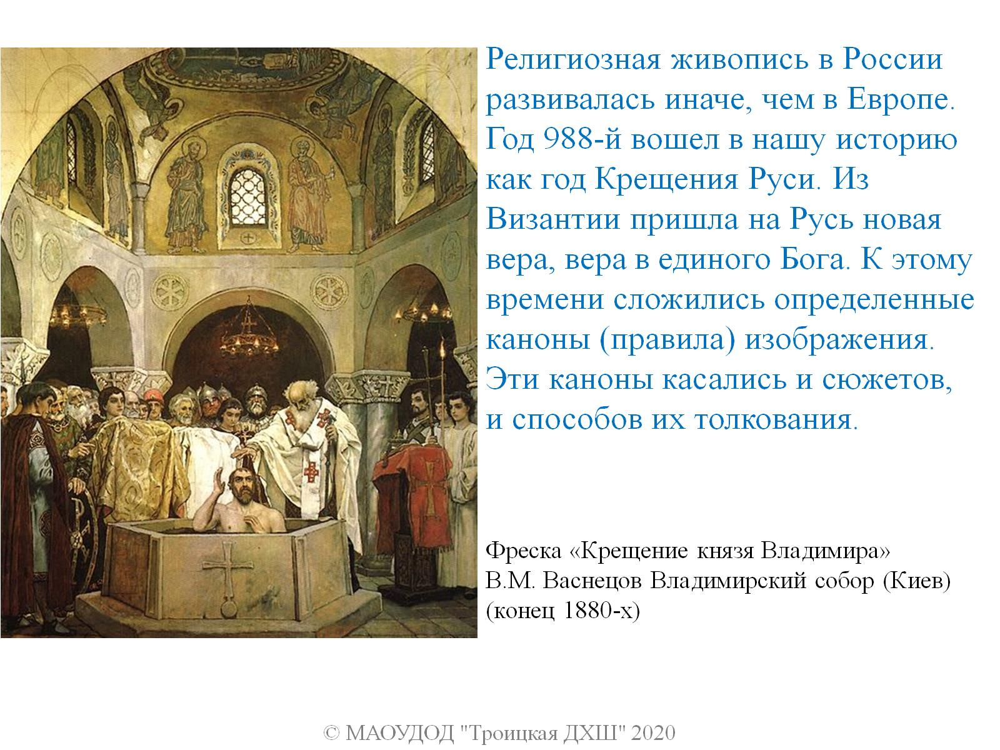 Религиозная живопись в России
развивалась иначе, чем в Европе.
Год 988-й вошел в нашу историю
как год Крещения Руси. Из
Византии пришла на Русь новая
вера, вера в единого Бога. К этому
времени сложились определенные
каноны (правила) изображения.
Эти каноны касались и сюжетов,
и способов их толкования.
Фреска «Крещение князя Владимира»
В.М. Васнецов Владимирский собор (Киев)
(конец 1880-х)
© МАОУДОД "Троицкая ДХШ" 2020